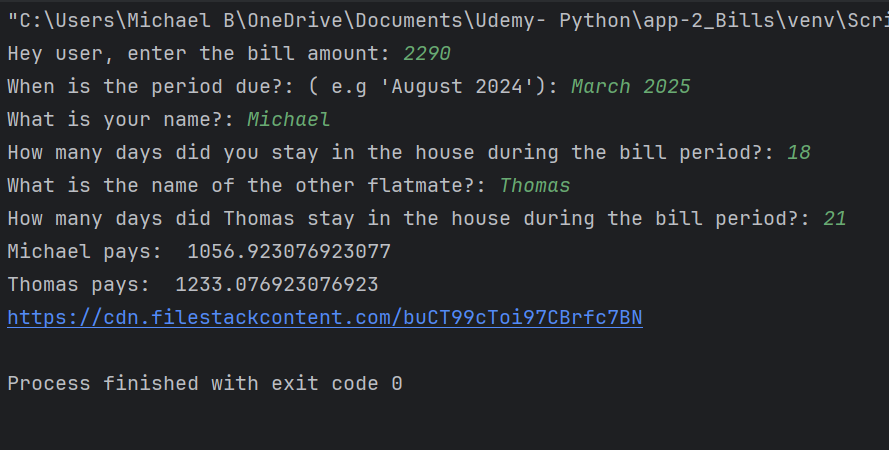 "C:\Users\Michael B\OneDrive\Documents\Udemy- Python\app-2_Bills\venv\Scri
Hey user, enter the bill amount: 2290
When is the period due?: ( e.g 'August 2024'): March 2025
What is your name?: Michael
How many days did you stay in the house during the bill period?: 18
What is the name of the other flatmate?: Thomas
How many days did Thomas stay in the house during the bill period?: 21
Michael pays:  1056.923076923077
Thomas pays:  1233.076923076923
https://cdn.filestackcontent.com/buCT99cToi97CBrfc7BN
Process finished with exit code 0